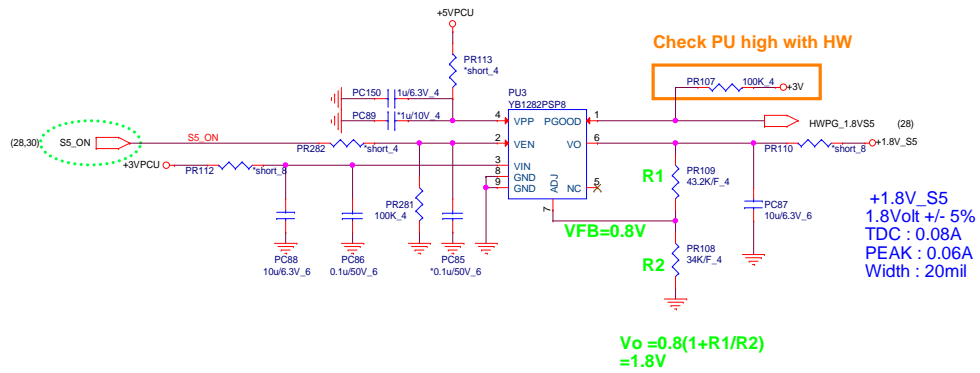 +5VPCU
Check PU high with HW
PR113
*short_4
PR107
100K_4
+3V
PC150
1u/6.3V_4
PU3
YB1282PSP8
PC89
*1u/10V_4
4
VPP
PGOOD
1
HWPG_1.8VS5
(28)
(28,30)
S5_ON
S5_ON
PR282
*short_4
2
VEN
VO
6
PR110
*short_8
+1.8V_S5
+3VPCU
PR112
*short_8
3
VIN
8
GND
9
GND
ADJ
NC
5
7
R1
PR109
43.2K/F_4
PR281
100K_4
PC87
10u/6.3V_6
VFB=0.8V
+1.8V_S5
1.8Volt +/- 5%
TDC : 0.08A
PEAK : 0.06A
Width : 20mil
PC88
10u/6.3V_6
PC86
0.1u/50V_6
PC85
*0.1u/50V_6
R2
PR108
34K/F_4
Vo =0.8(1+R1/R2)
=1.8V